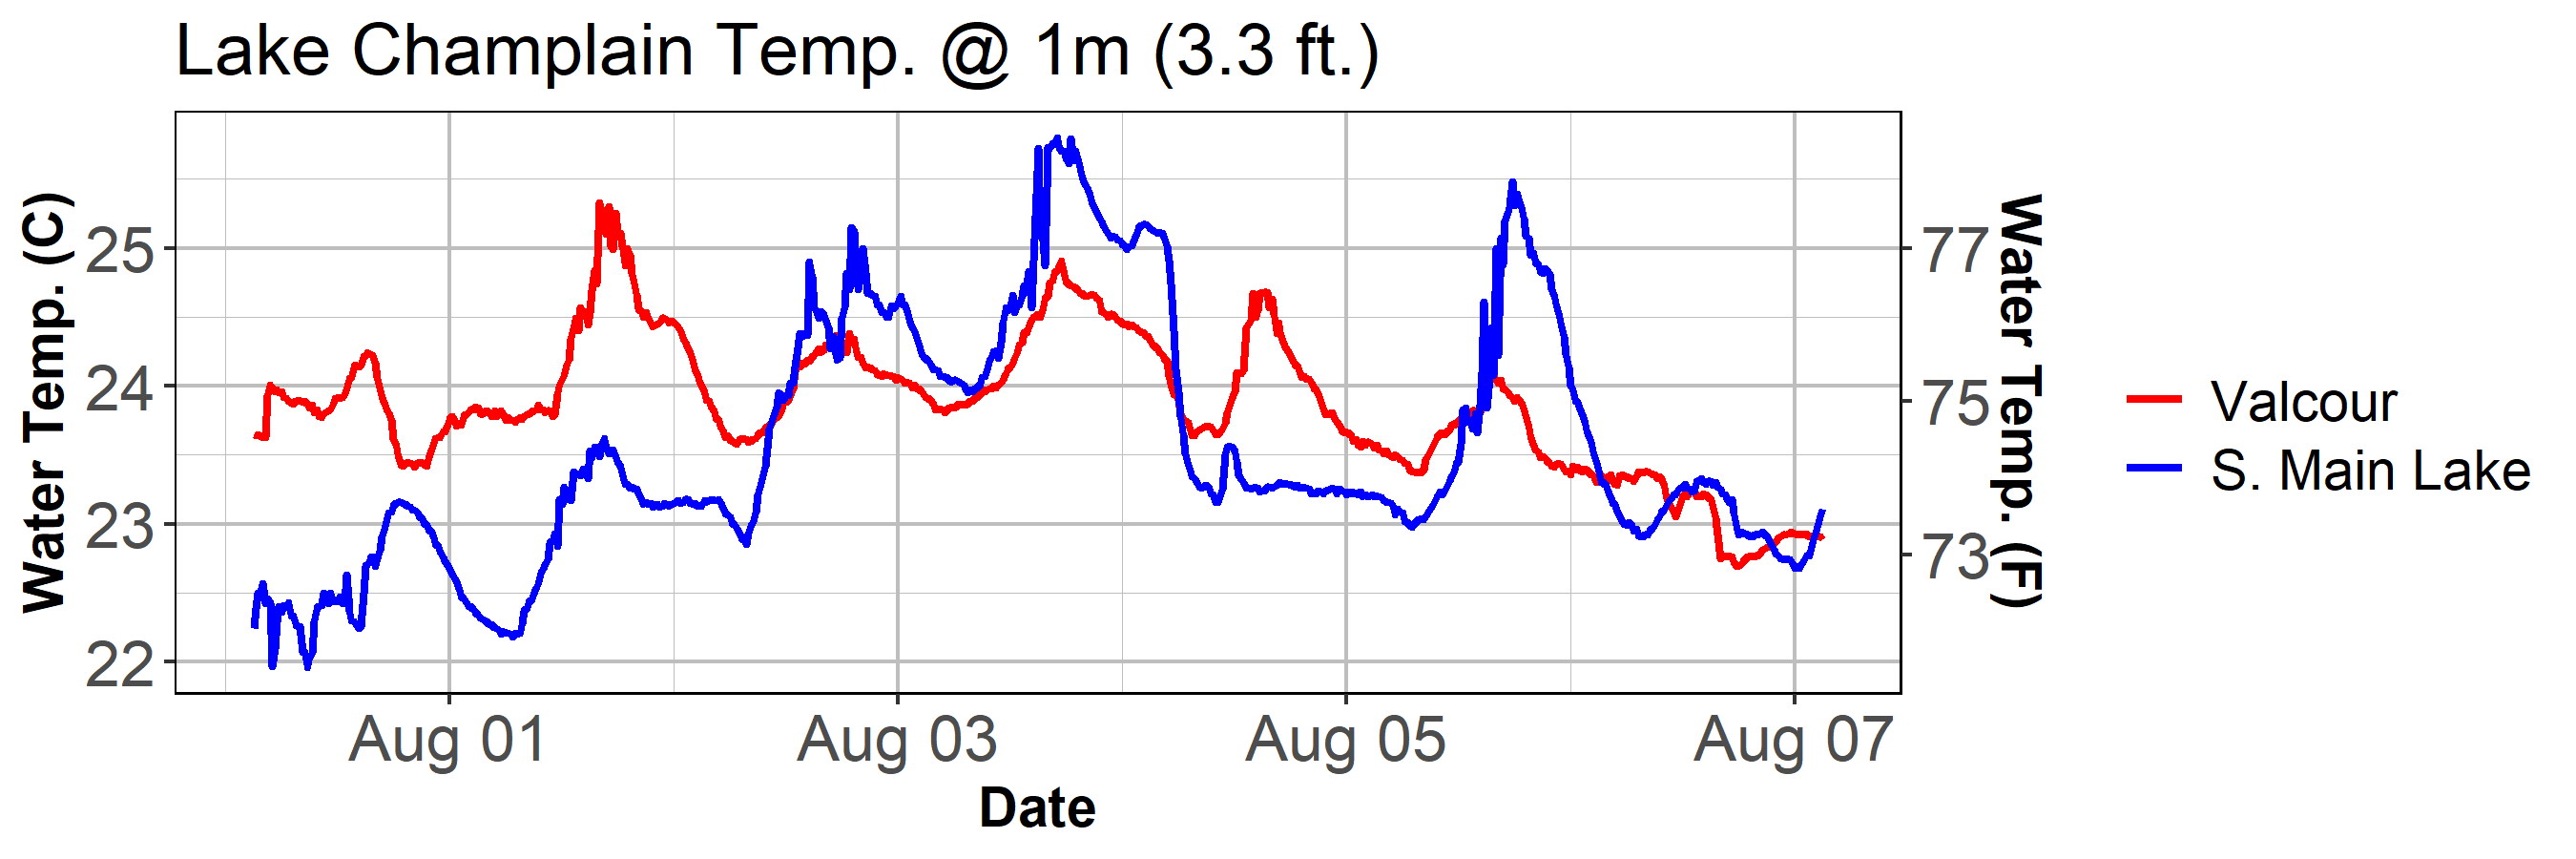 Lake Champlain Temp. @ 1m (3.3 ft.)
Water Temp. (C)
25
24
23
22
77
75
73
Water Temp. (F)
Aug 01
Aug 03
Aug 05
Aug 07
Date
Valcour
S. Main Lake